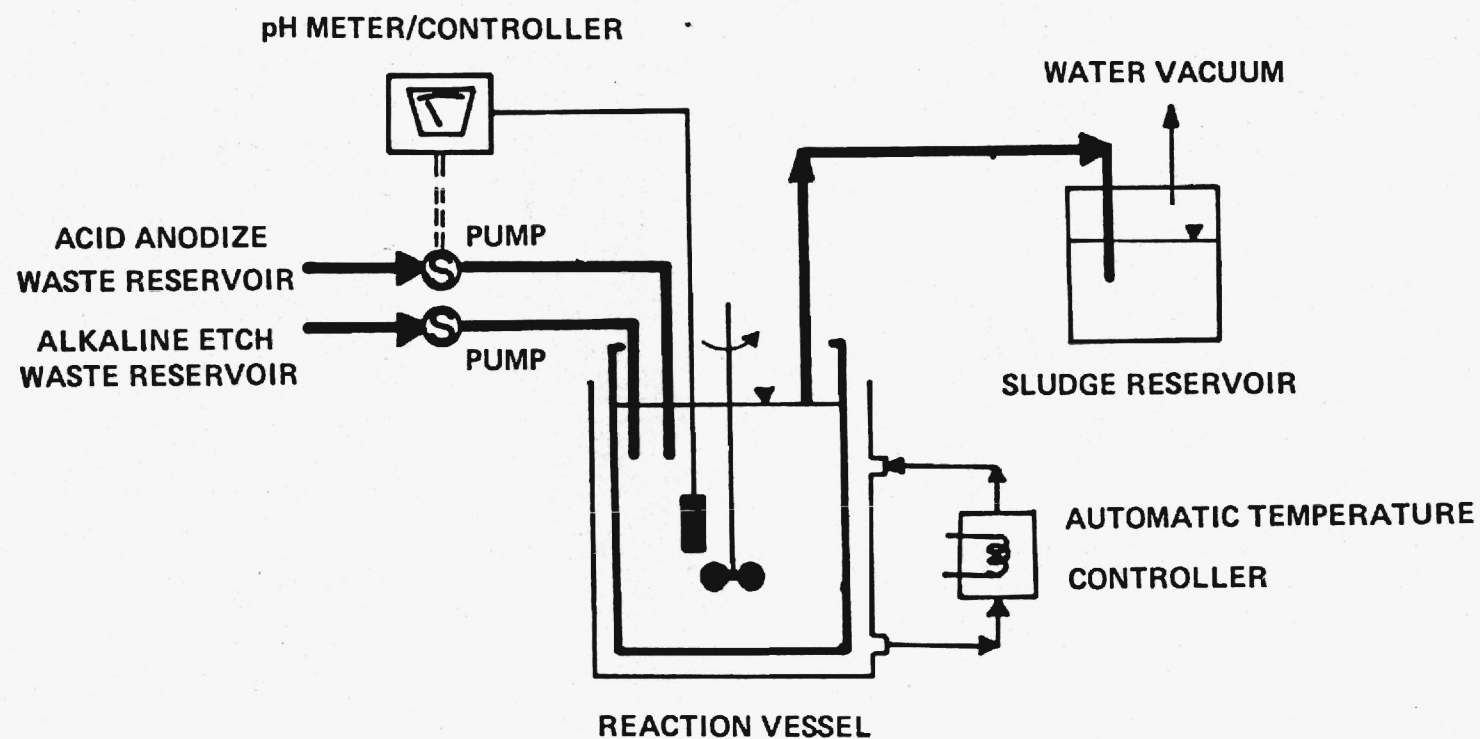 pH METER/CONTROLLER
WATER VACUUM
ACID ANODIZE
WASTE RESERVOIR
PUMP
ALKALINE ETCH
WASTE RESERVOIR
PUMP
SLUDGE RESERVOIR
AUTOMATIC TEMPERATURE
CONTROLLER
REACTION VESSEL
S
S